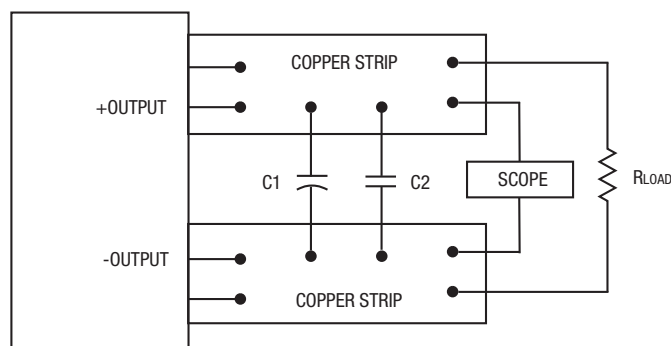 COPPER STRIP
+OUTPUT
C1
C2
SCOPE
RLOAD
-OUTPUT
COPPER STRIP